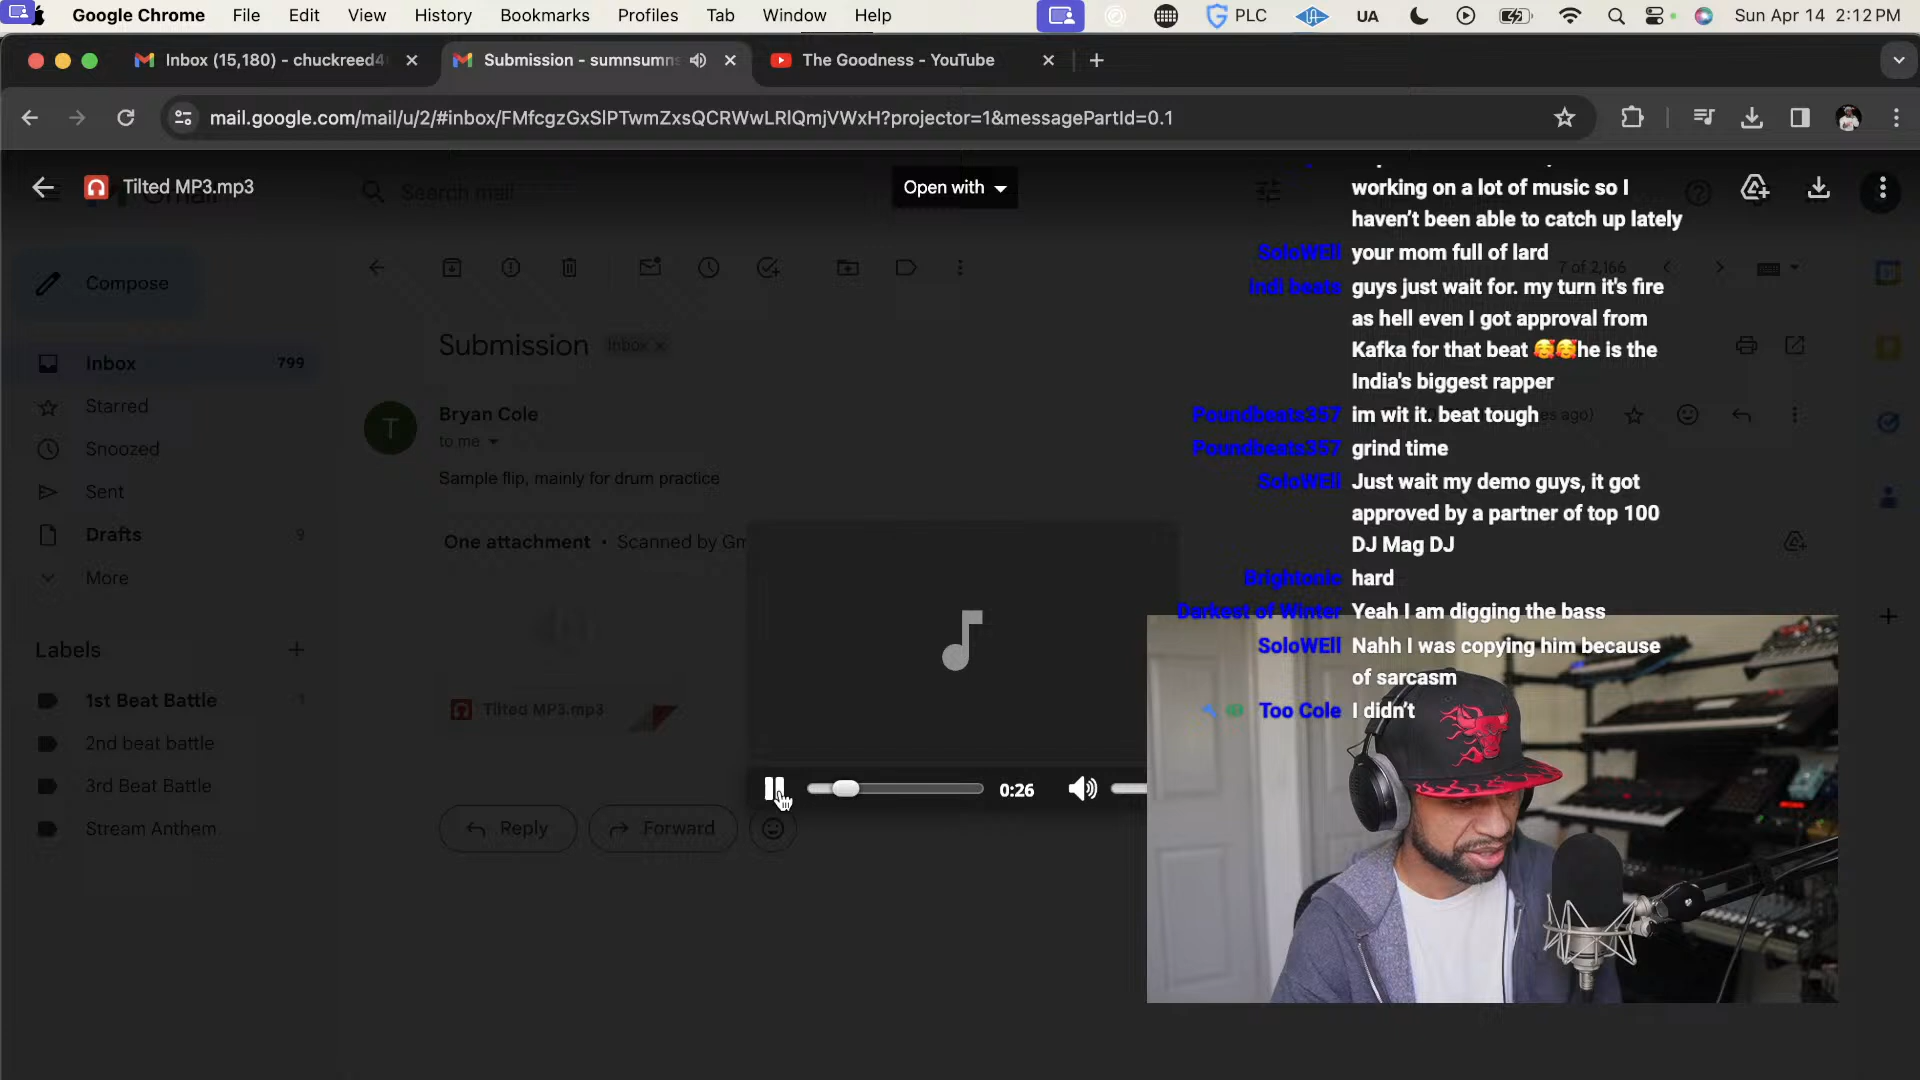 Google Chrome File Edit View History Bookmarks Profiles Tab Window Help PLC UA Sun Apr 14 2:12 PM
Inbox (15,180) - chuckreed4 Submission - sumnsumn The Goodness - YouTube
mail.google.com/mail/u/2/#inbox/FMfcgzGxSlPTwmZxsQCRWwLRlQmjVWxH?projector=1&messagePartId=0.1
Tilted MP3.mp3
Search mail
Open with
working on a lot of music so I
haven't been able to catch up lately
SoloWEll your mom full of lard
7 of 2,166
Indi beats guys just wait for. my turn it's fire
as hell even I got approval from
Kafka for that beat 🥰🥰he is the
India's biggest rapper
Poundbeats357 im wit it. beat tough
Poundbeats357 grind time
SoloWEll Just wait my demo guys, it got
approved by a partner of top 100
DJ Mag DJ
Brightonic hard
Darkest of Winter Yeah I am digging the bass
SoloWEll Nahh I was copying him because
of sarcasm
Too Cole I didn't
Compose
Inbox 799
Starred
Snoozed
Sent
Drafts 9
More
Labels
1st Beat Battle 1
2nd beat battle
3rd Beat Battle
Stream Anthem
Submission Inbox
T
Bryan Cole
to me
Sample flip, mainly for drum practice
One attachment • Scanned by Gm
Tilted MP3.mp3
0:26
Reply Forward